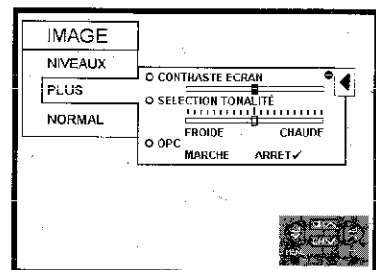 IMAGE
NIVEAUX
PLUS
NORMAL
CONTRASTE ECRAN
SELECTION TONALITÉ
FROIDE CHAUDE
OPC
MARCHE ARRET✓